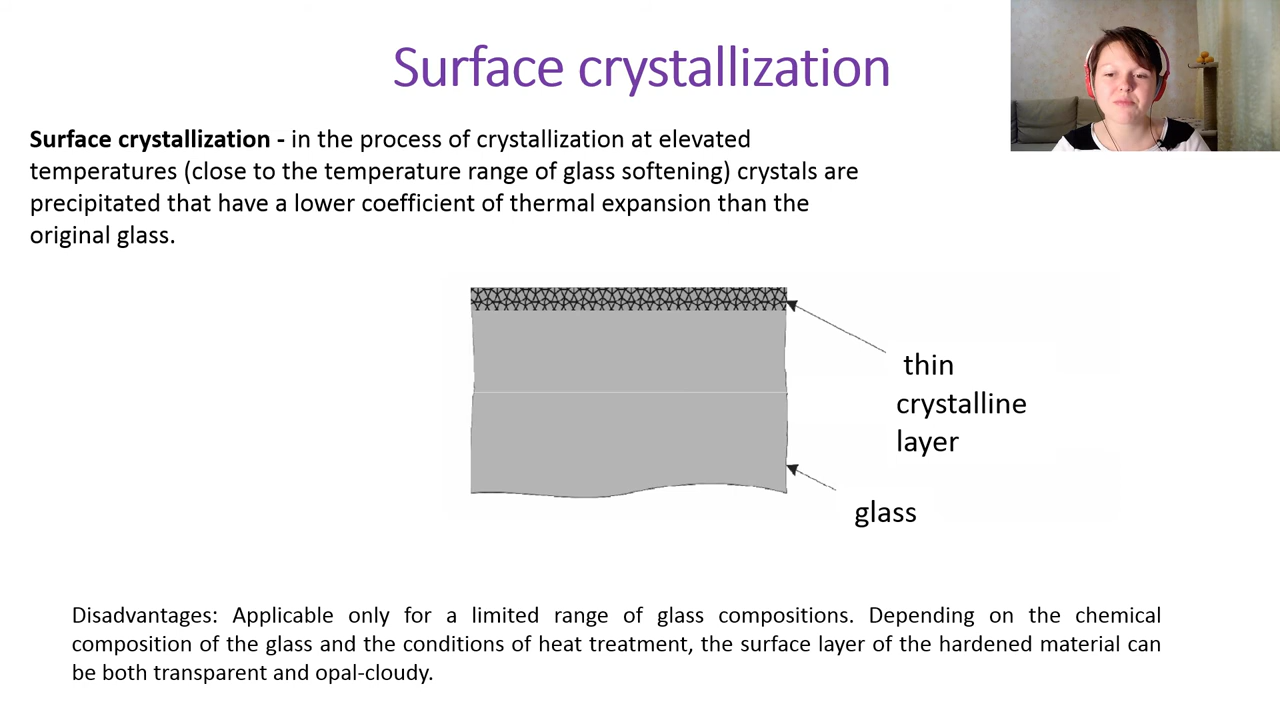 Surface crystallization
Surface crystallization - in the process of crystallization at elevated
temperatures (close to the temperature range of glass softening) crystals are
precipitated that have a lower coefficient of thermal expansion than the
original glass.
thin
crystalline
layer
glass
Disadvantages: Applicable only for a limited range of glass compositions. Depending on the chemical
composition of the glass and the conditions of heat treatment, the surface layer of the hardened material can
be both transparent and opal-cloudy.